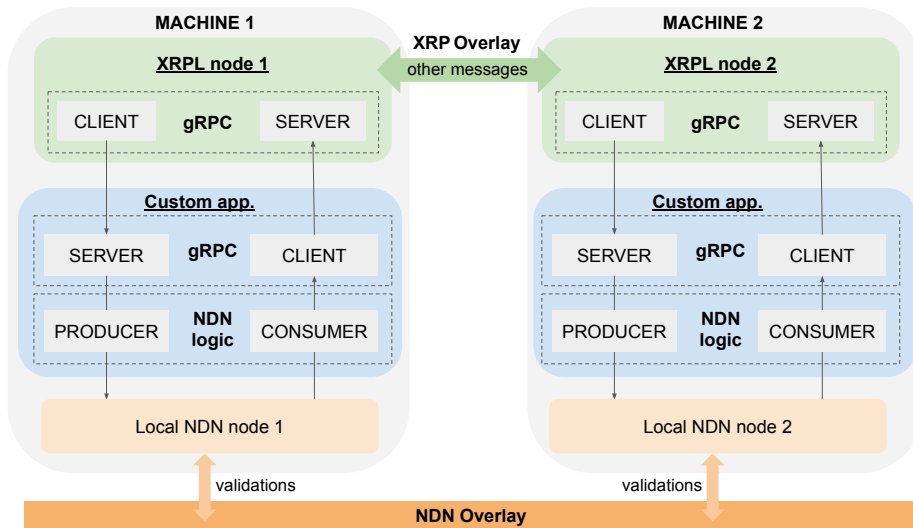 MACHINE 1
XRPL node 1
CLIENT gRPC SERVER
Custom app.
SERVER gRPC CLIENT
PRODUCER NDN logic CONSUMER
Local NDN node 1
validations
XRP Overlay
other messages
MACHINE 2
XRPL node 2
CLIENT gRPC SERVER
Custom app.
SERVER gRPC CLIENT
PRODUCER NDN logic CONSUMER
Local NDN node 2
validations
NDN Overlay